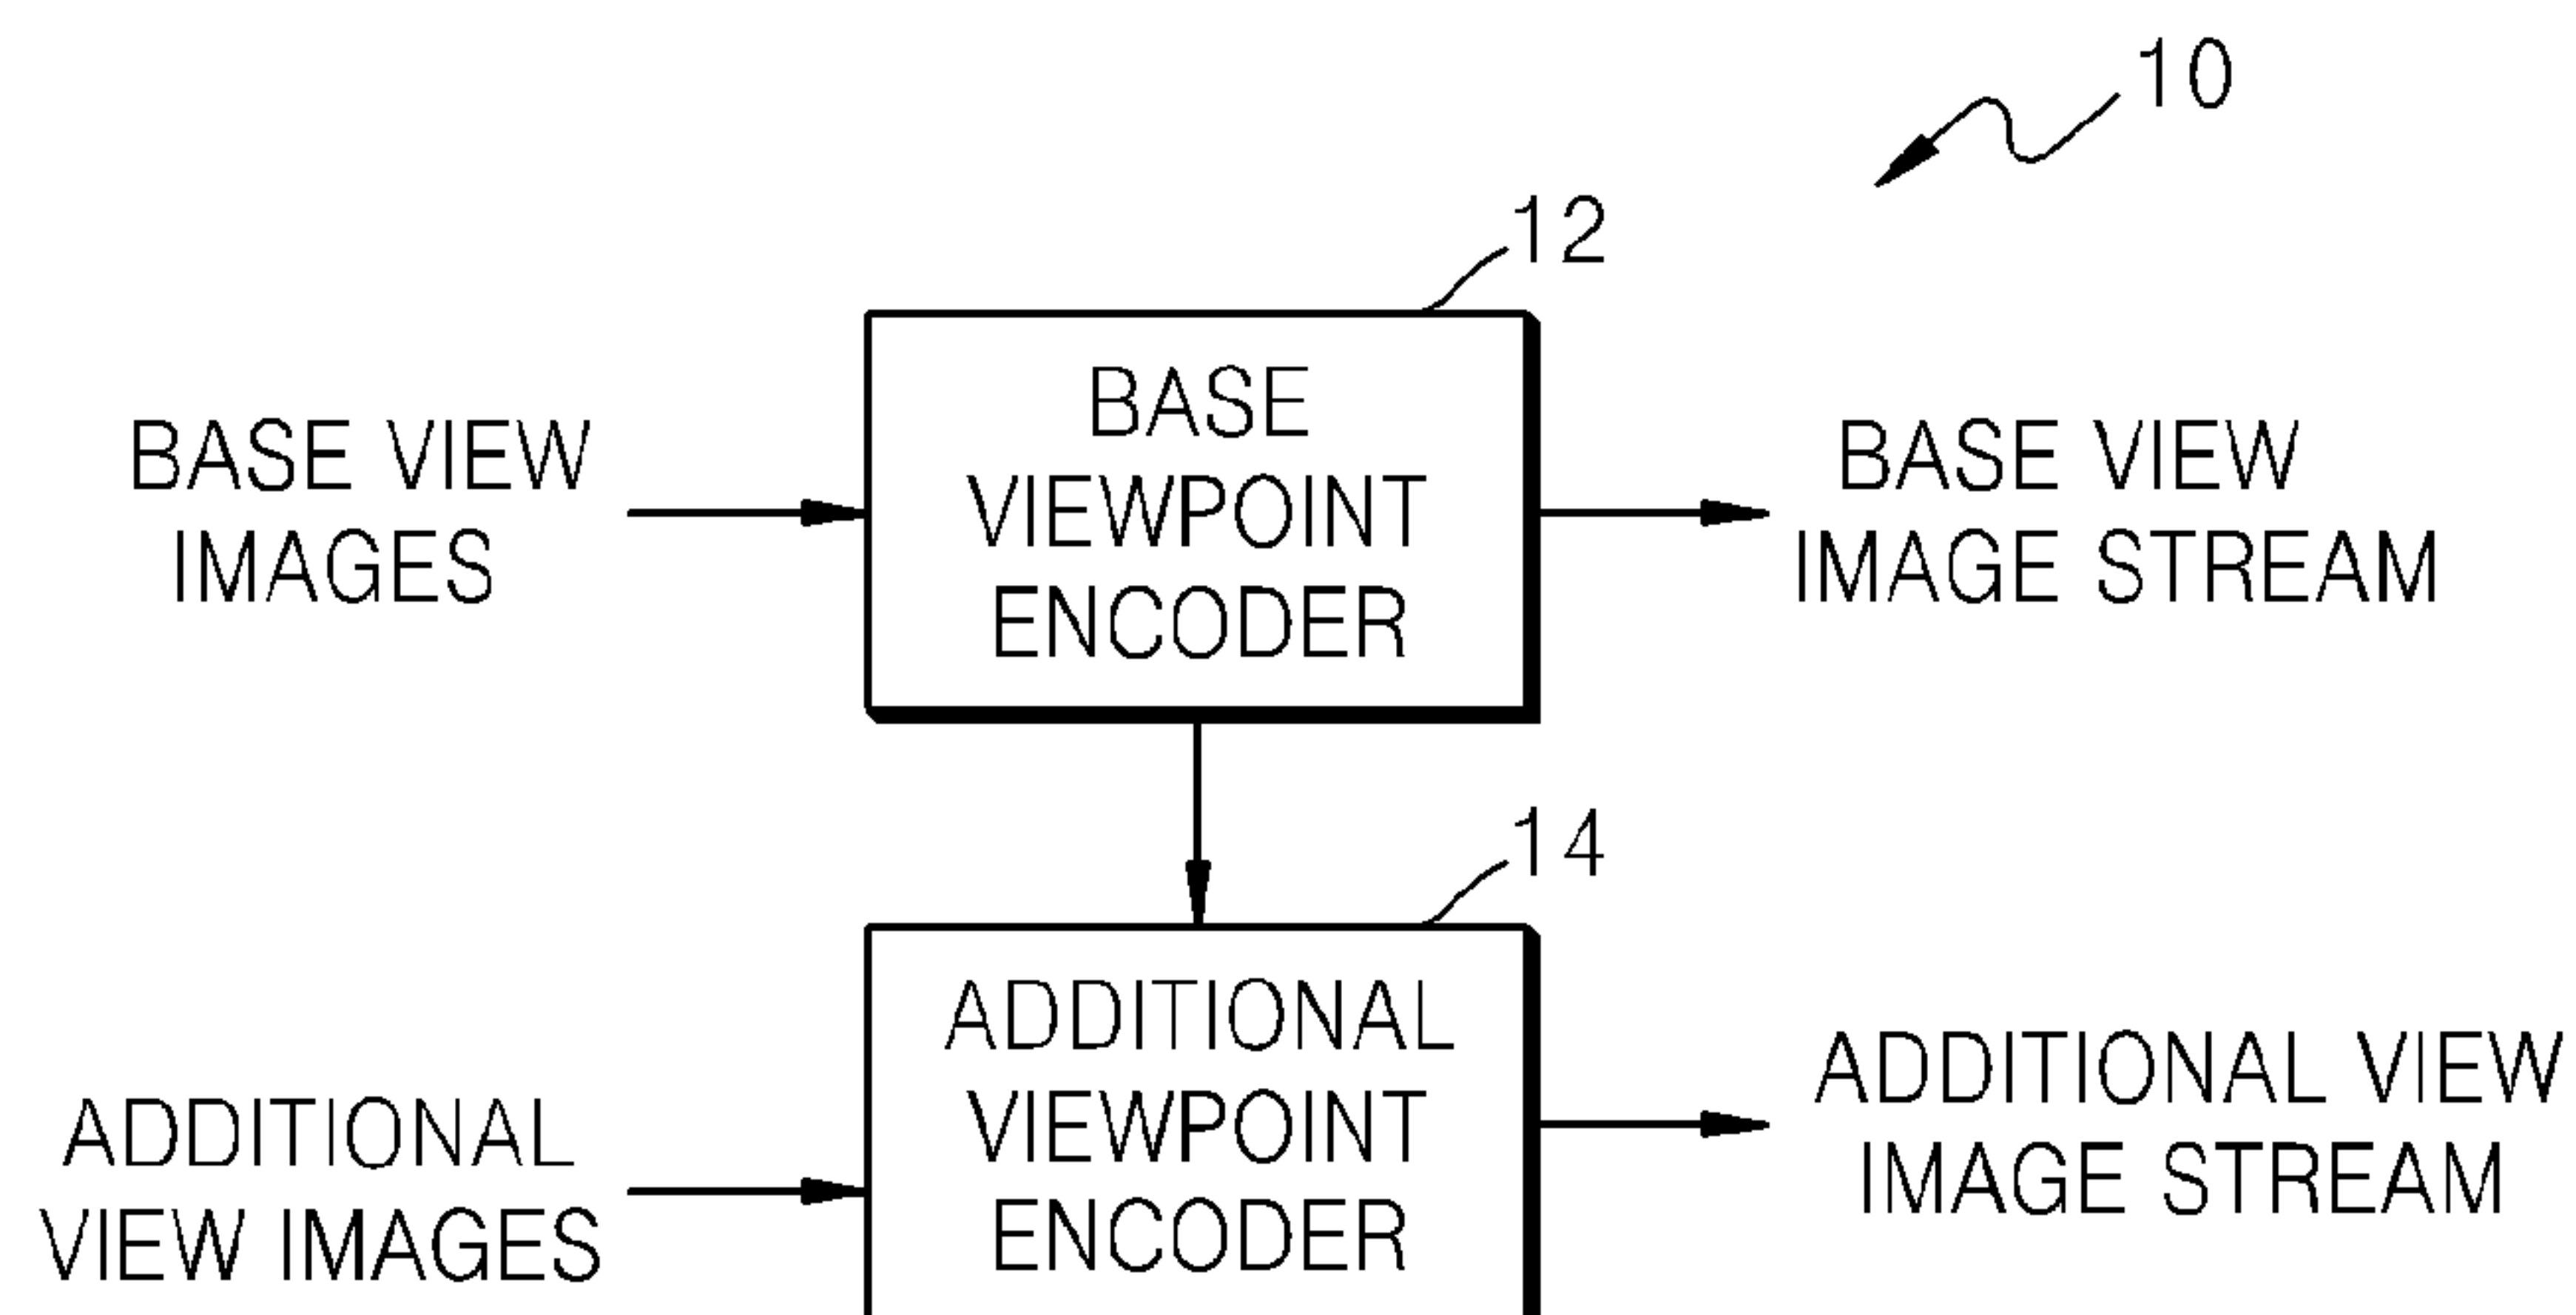 10
12
BASE VIEW
IMAGES
BASE
VIEWPOINT
ENCODER
BASE VIEW
IMAGE STREAM
14
ADDITIONAL
VIEW IMAGES
ADDITIONAL
VIEWPOINT
ENCODER
ADDITIONAL VIEW
IMAGE STREAM